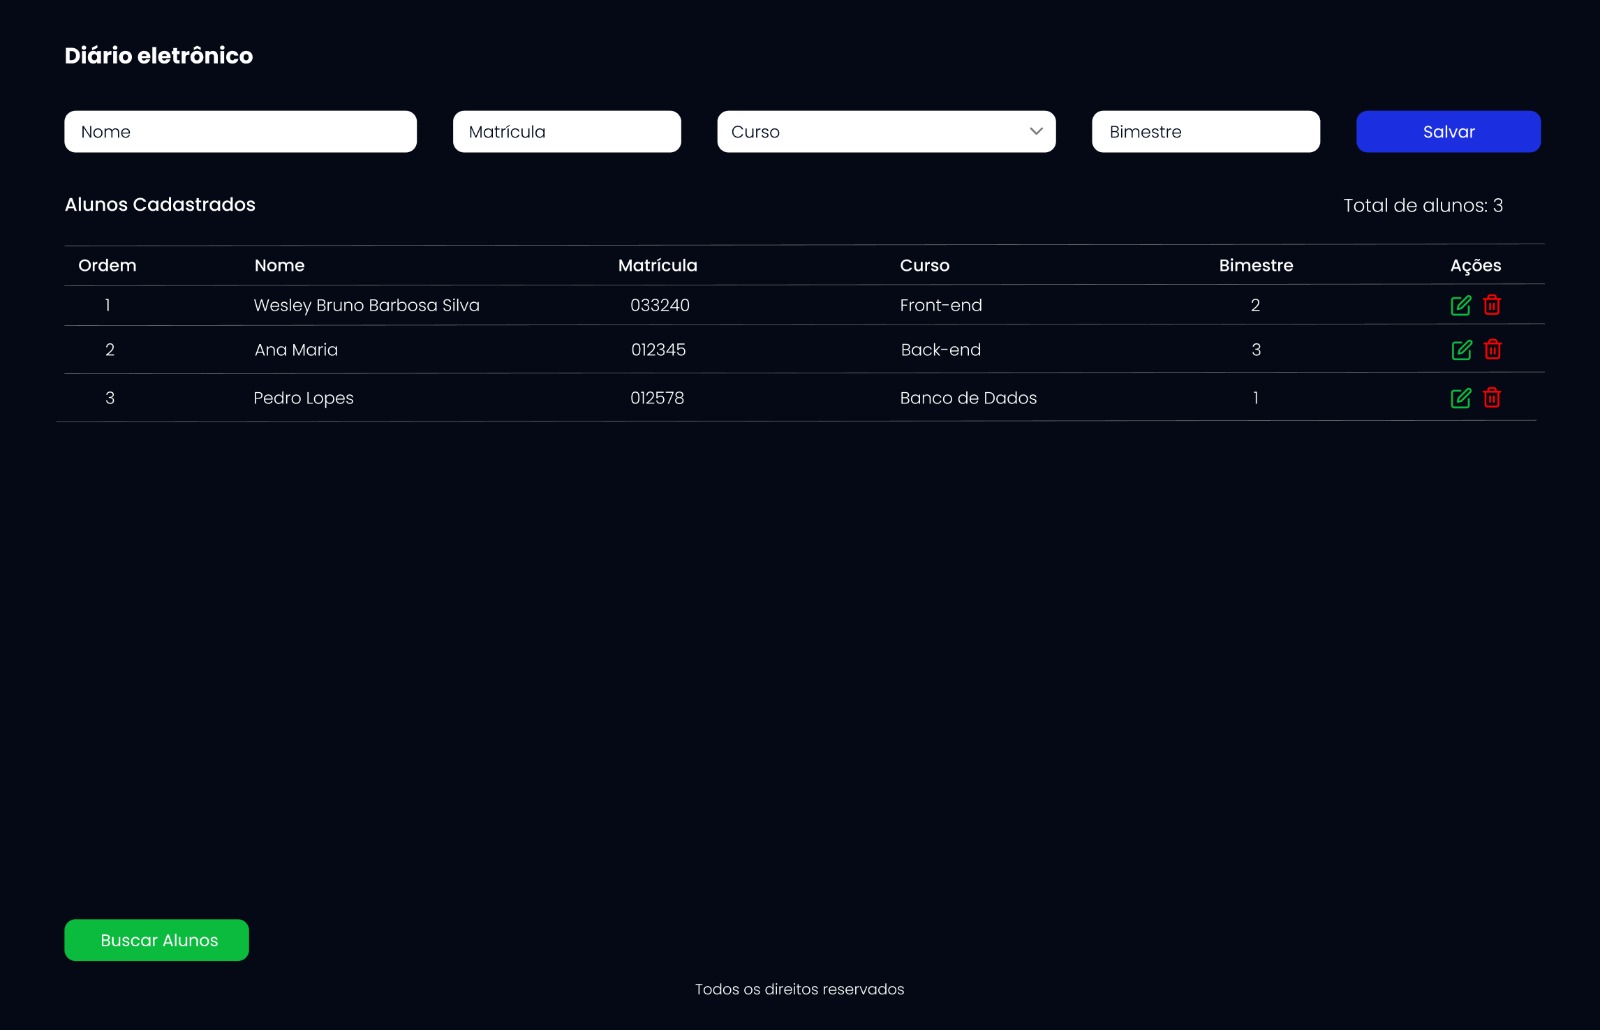 Diário eletrônico
Nome Matrícula Curso Bimestre Salvar
Alunos Cadastrados Total de alunos: 3
Ordem Nome Matrícula Curso Bimestre Ações
1 Wesley Bruno Barbosa Silva 033240 Front-end 2
2 Ana Maria 012345 Back-end 3
3 Pedro Lopes 012578 Banco de Dados 1
Buscar Alunos
Todos os direitos reservados